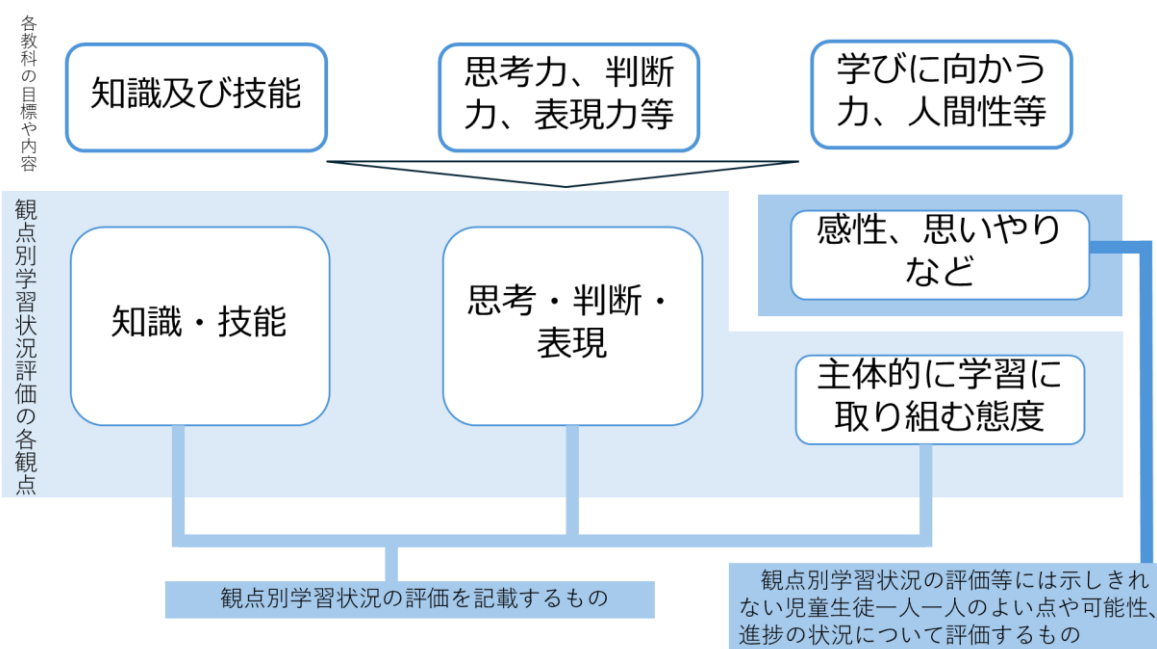 各教科の目標や内容
知識及び技能
思考力、判断
力、表現力等
学びに向かう
力、人間性等
観点別学習状況評価の各観点
知識・技能
思考・判断・
表現
感性、思いやり
など
主体的に学習に
取り組む態度
観点別学習状況の評価を記載するもの
観点別学習状況の評価等には示しきれ
ない児童生徒一人一人のよい点や可能性、
進捗の状況について評価するもの